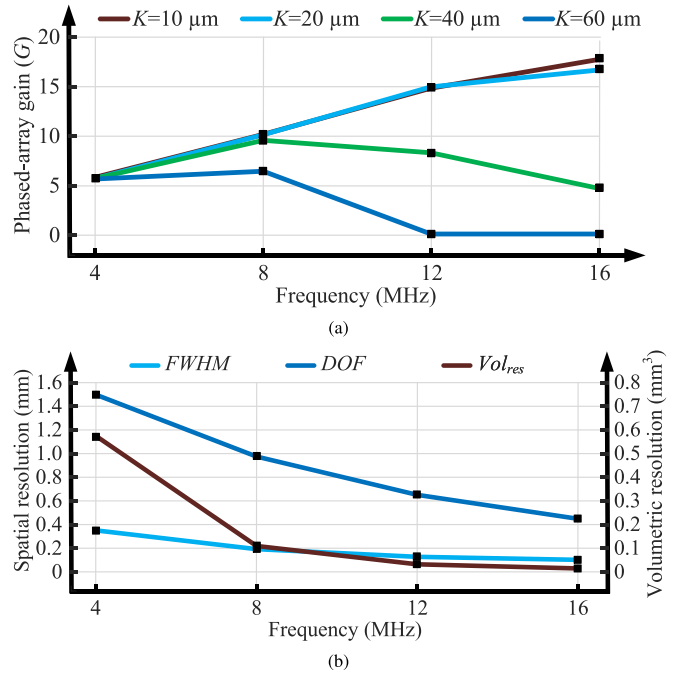 K=10 µm K=20 µm K=40 µm K=60 µm
Phased-array gain (G)
20
15
10
5
0
4 8 12 16
Frequency (MHz)
(a)
FWHM DOF Vol_res
Spatial resolution (mm)
Volumetric resolution (mm³)
1.6 0.8
1.4 0.7
1.2 0.6
1.0 0.5
0.8 0.4
0.6 0.3
0.4 0.2
0.2 0.1
0 0
4 8 12 16
Frequency (MHz)
(b)